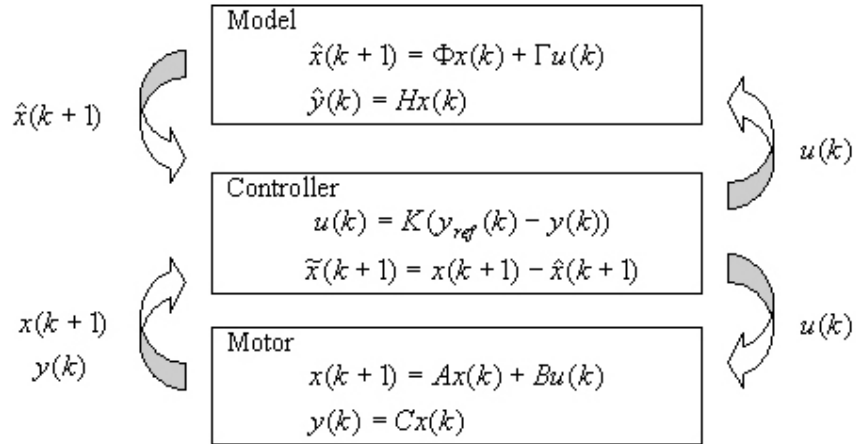 Model
x̂(k + 1) = Φx(k) + Γu(k)
ŷ(k) = Hx(k)
x̂(k + 1)
u(k)
Controller
u(k) = K(y_ref(k) − y(k))
x̃(k + 1) = x(k + 1) − x̂(k + 1)
x(k + 1)
y(k)
u(k)
Motor
x(k + 1) = Ax(k) + Bu(k)
y(k) = Cx(k)